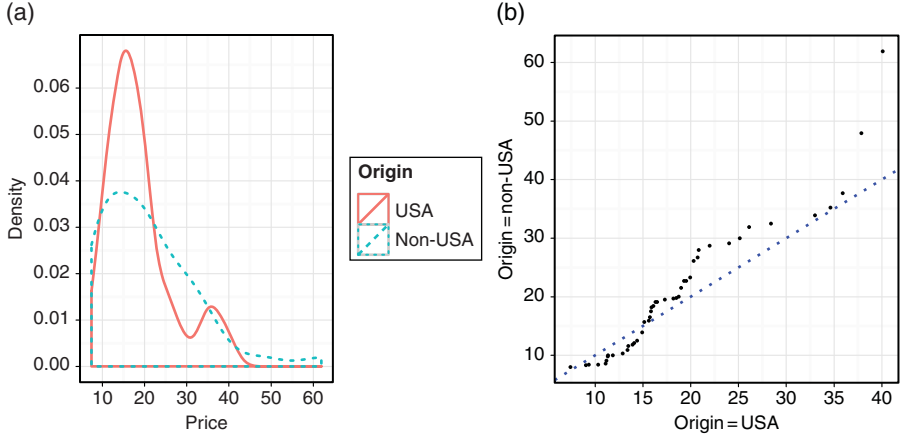 (a)
0.06
0.05
0.04
0.03
0.02
0.01
0.00
Density
10 20 30 40 50 60
Price
Origin
USA
Non-USA
(b)
60
50
40
30
20
10
Origin = non-USA
10 15 20 25 30 35 40
Origin = USA